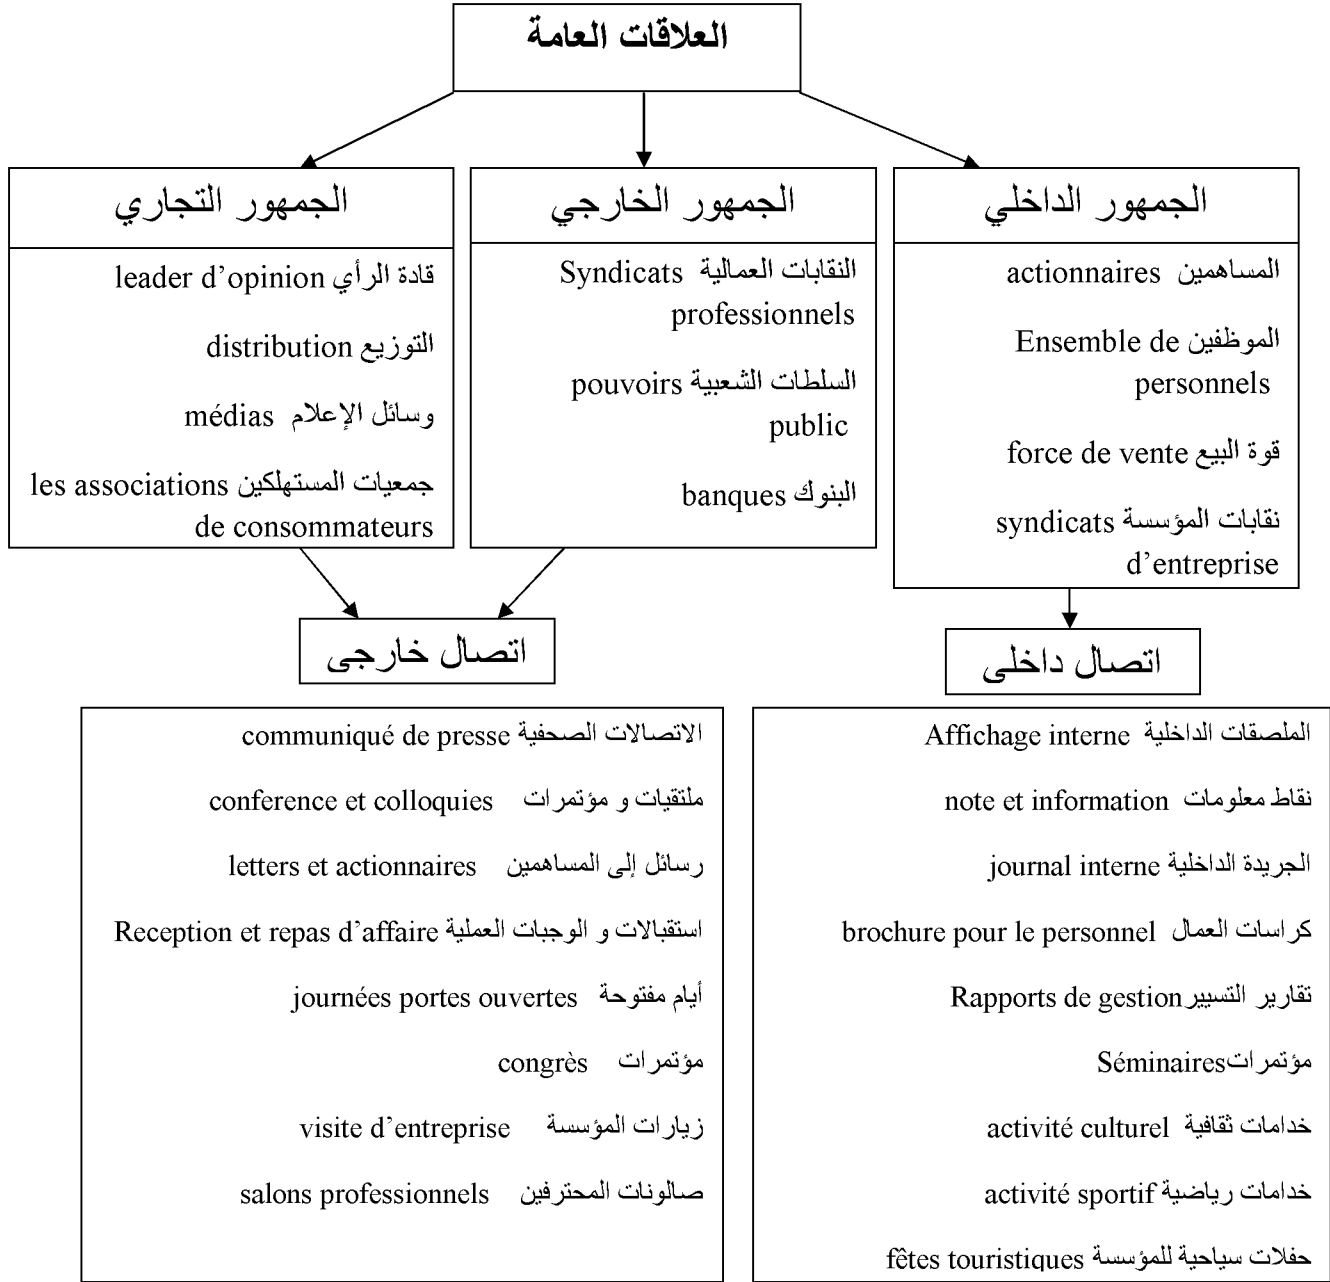 العلاقات العامة
الجمهور الداخلي
المساهمين actionnaires
الموظفين Ensemble de
personnels
قوة البيع force de vente
نقابات المؤسسة syndicats
d’entreprise
الجمهور الخارجي
النقابات العمالية Syndicats
professionnels
السلطات الشعبية pouvoirs
public
البنوك banques
الجمهور التجاري
قادة الرأي leader d’opinion
التوزيع distribution
وسائل الإعلام médias
جمعيات المستهلكين les associations
de consommateurs
اتصال داخلي
الملصقات الداخلية Affichage interne
نقاط معلومات note et information
الجريدة الداخلية journal interne
كراسات العمال brochure pour le personnel
تقارير التسيير Rapports de gestion
مؤتمرات Séminaires
خدامات ثقافية activité culturel
خدامات رياضية activité sportif
حفلات سياحية للمؤسسة fêtes touristiques
اتصال خارجي
الاتصالات الصحفية communiqué de presse
ملتقيات و مؤتمرات conference et colloquies
رسائل إلى المساهمين letters et actionnaires
استقبالات و الوجبات العملية Reception et repas d’affaire
أيام مفتوحة journées portes ouvertes
مؤتمرات congrès
زيارات المؤسسة visite d’entreprise
صالونات المحترفين salons professionnels